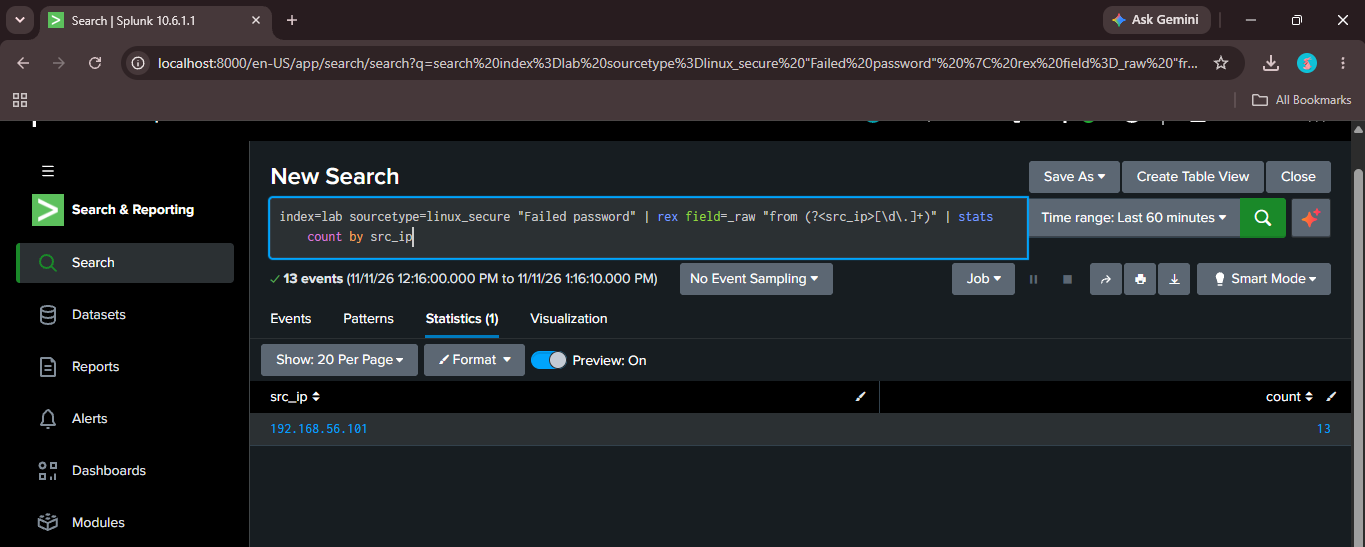 Search | Splunk 10.6.1.1
Ask Gemini
localhost:8000/en-US/app/search/search?q=search%20index%3Dlab%20sourcetype%3Dlinux_secure%20"Failed%20password"%20%7C%20rex%20field%3D_raw%20"fr...
All Bookmarks
Search & Reporting
Search
Datasets
Reports
Alerts
Dashboards
Modules
New Search
Save As
Create Table View
Close
index=lab sourcetype=linux_secure "Failed password" | rex field=_raw "from (?<src_ip>[\d\.]+)" | stats
count by src_ip
Time range: Last 60 minutes
13 events (11/11/26 12:16:00.000 PM to 11/11/26 1:16:10.000 PM)
No Event Sampling
Job
Smart Mode
Events
Patterns
Statistics (1)
Visualization
Show: 20 Per Page
Format
Preview: On
src_ip
count
192.168.56.101
13